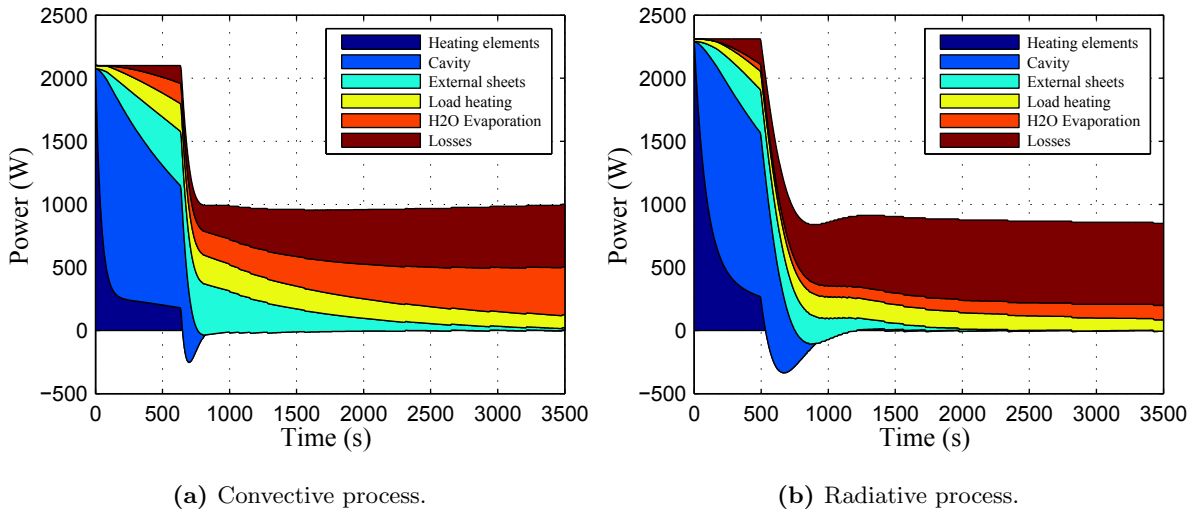 2500
2000
1500
1000
500
0
−500
Power (W)
0 500 1000 1500 2000 2500 3000 3500
Time (s)
Heating elements
Cavity
External sheets
Load heating
H2O Evaporation
Losses
(a) Convective process.
2500
2000
1500
1000
500
0
−500
Power (W)
0 500 1000 1500 2000 2500 3000 3500
Time (s)
Heating elements
Cavity
External sheets
Load heating
H2O Evaporation
Losses
(b) Radiative process.